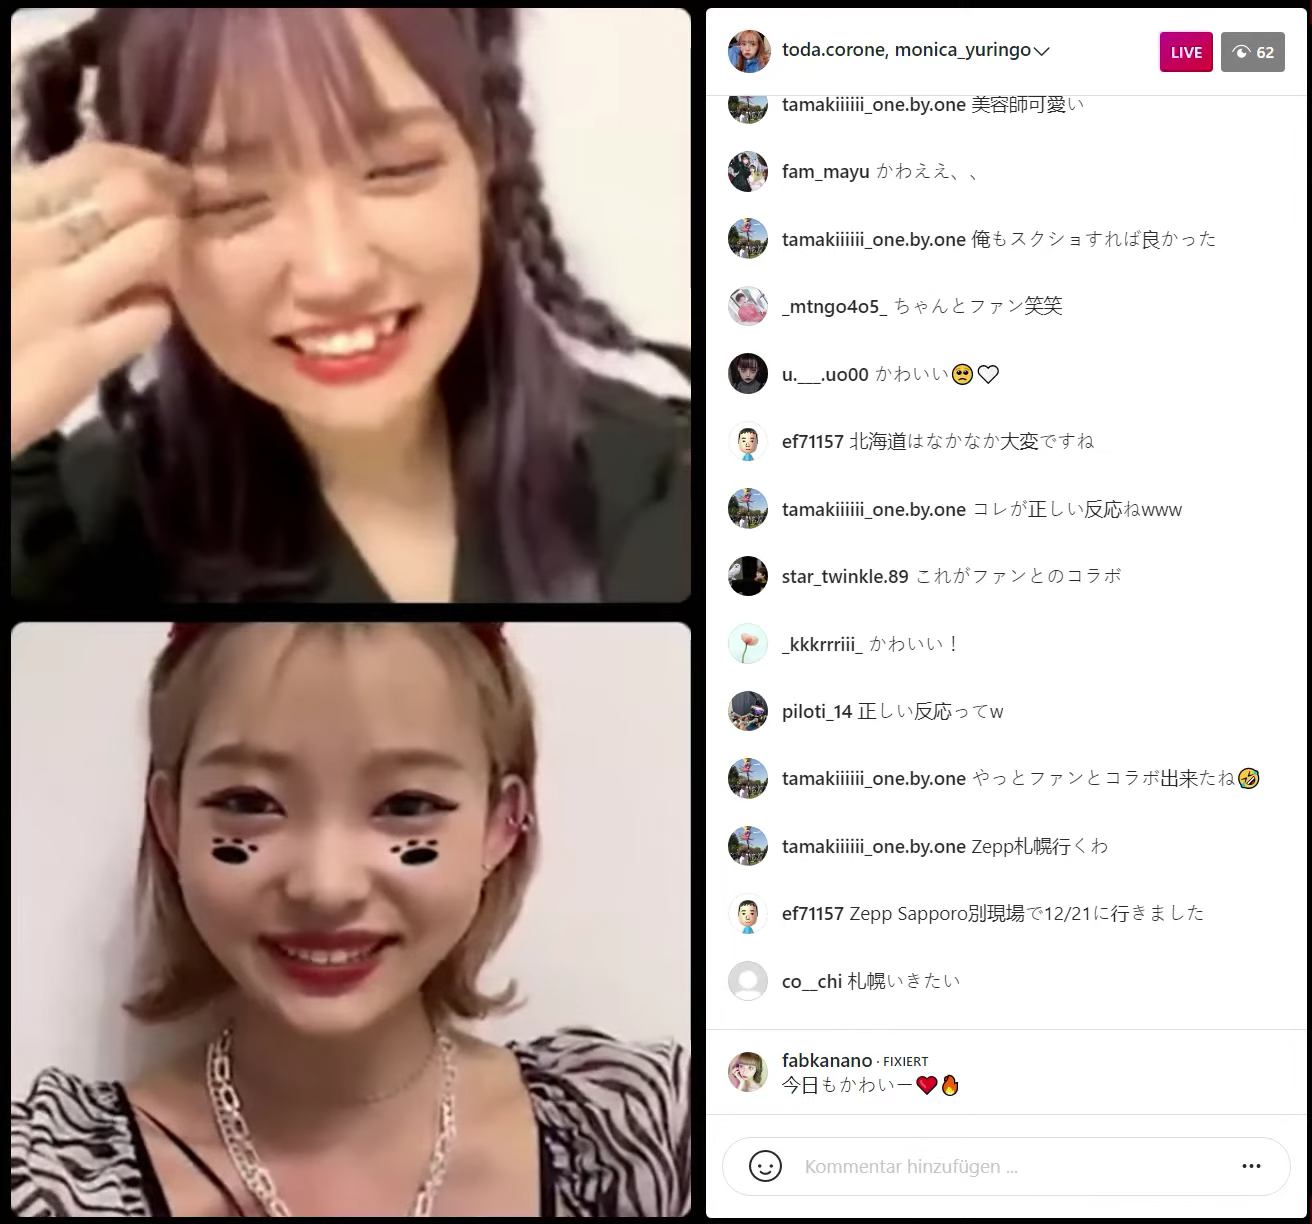 toda.corone, monica_yuringo
LIVE
62
tamakiiiiii_one.by.one 美容師可愛い
fam_mayu かわええ、、
tamakiiiiii_one.by.one 俺もスクショすれば良かった
_mtngo4o5_ ちゃんとファン笑笑
u.___.uo00 かわいい🥺🤍
ef71157 北海道はなかなか大変ですね
tamakiiiiii_one.by.one コレが正しい反応ねwww
star_twinkle.89 これがファンとのコラボ
_kkkrrriii_ かわいい！
piloti_14 正しい反応ってw
tamakiiiiii_one.by.one やっとファンとコラボ出来たね🤣
tamakiiiiii_one.by.one Zepp札幌行くわ
ef71157 Zepp Sapporo別現場で12/21に行きました
co__chi 札幌いきたい
fabkanano · FIXIERT
今日もかわいー❤️🔥
Kommentar hinzufügen ...